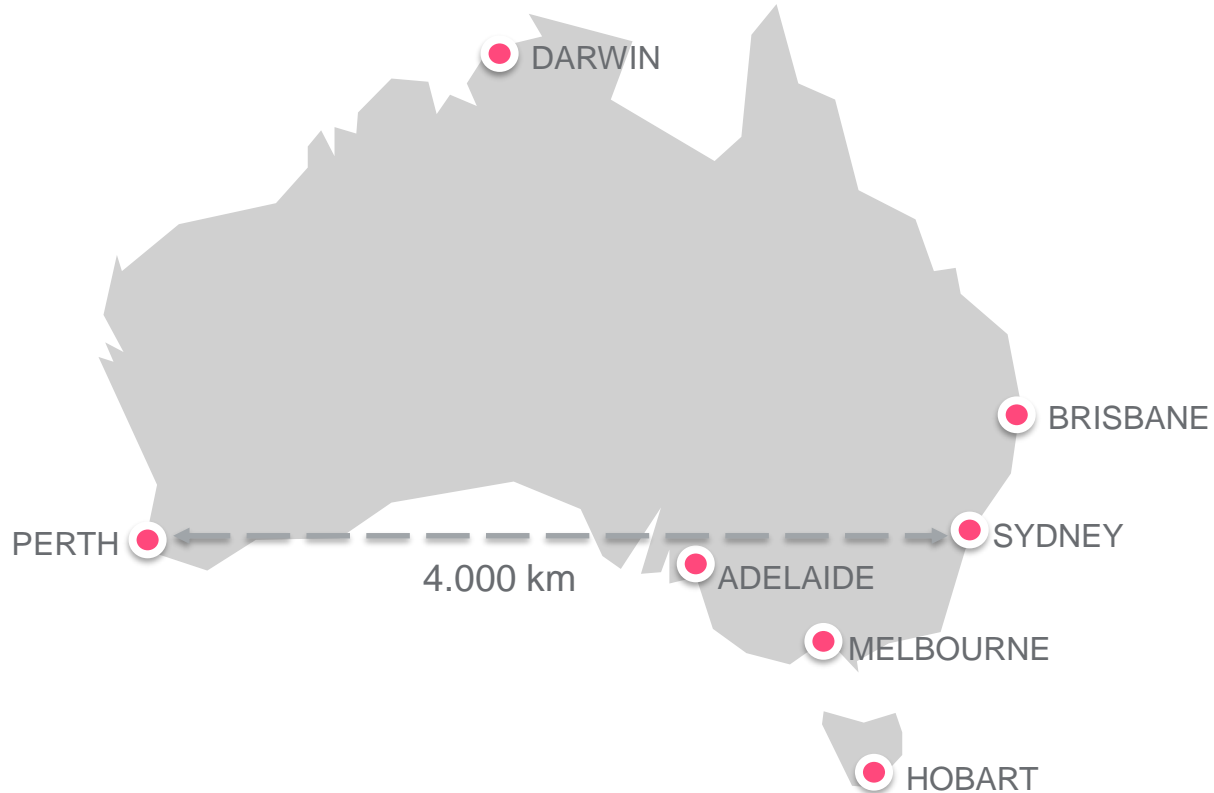 DARWIN
BRISBANE
PERTH
SYDNEY
4.000 km
ADELAIDE
MELBOURNE
HOBART